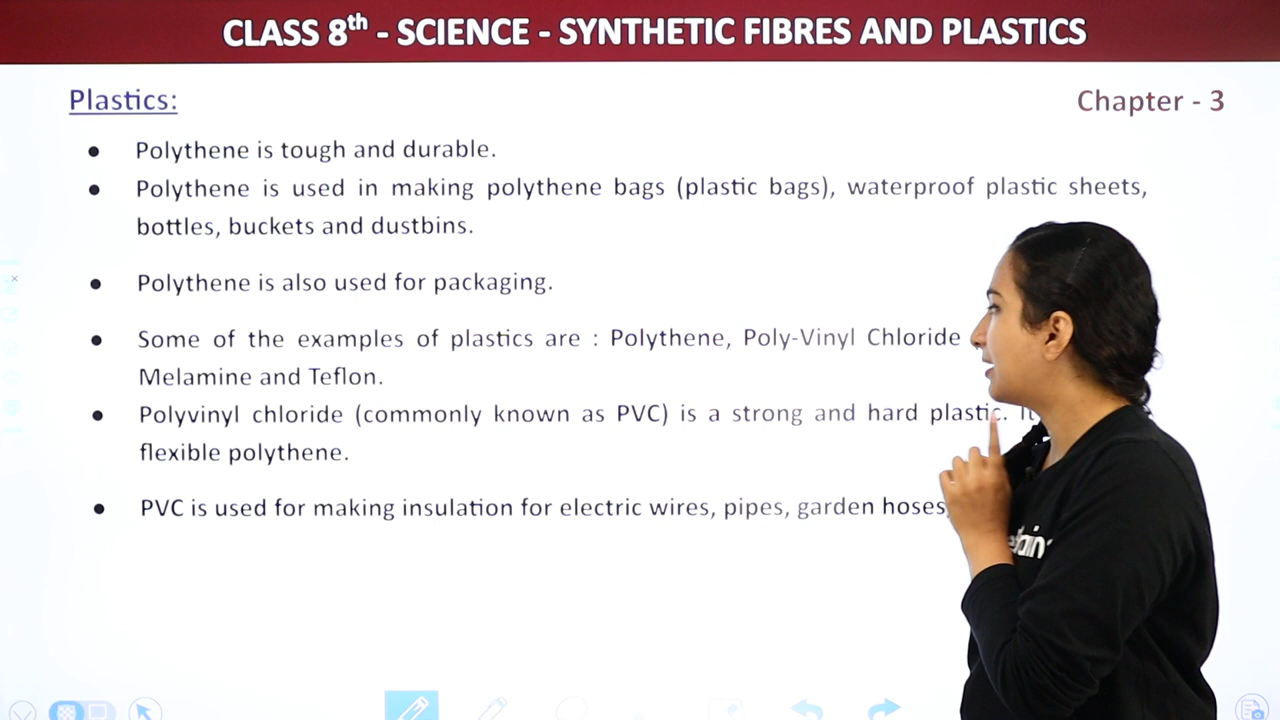 CLASS 8th - SCIENCE - SYNTHETIC FIBRES AND PLASTICS
Plastics:
Chapter - 3
● Polythene is tough and durable.
● Polythene is used in making polythene bags (plastic bags), waterproof plastic sheets,
bottles, buckets and dustbins.
● Polythene is also used for packaging.
● Some of the examples of plastics are : Polythene, Poly-Vinyl Chloride
Melamine and Teflon.
● Polyvinyl chloride (commonly known as PVC) is a strong and hard plastic.
flexible polythene.
● PVC is used for making insulation for electric wires, pipes, garden hoses,